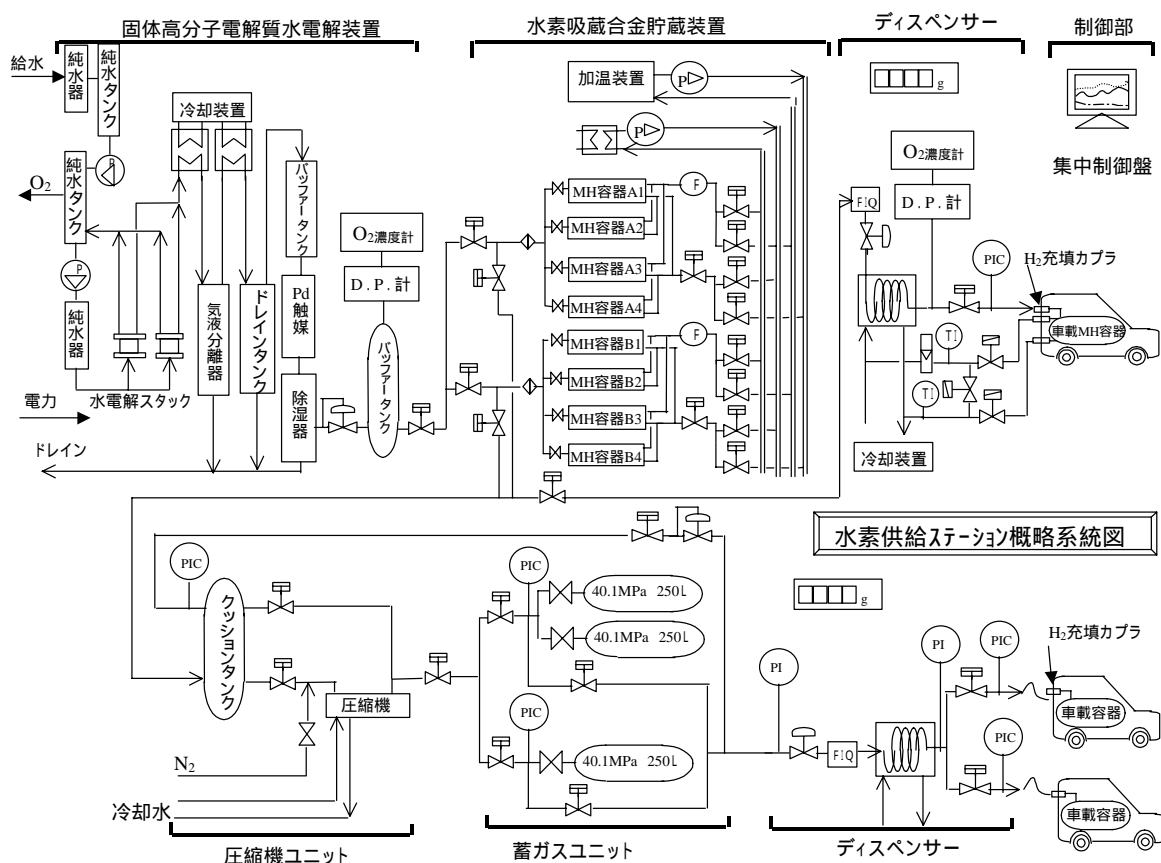 固体高分子電解質水電解装置
水素吸蔵合金貯蔵装置
ディスペンサー
制御部
給水
純水器
純水タンク
冷却装置
P
O2
純水タンク
P
純水器
電力
水電解スタック
ドレイン
気液分離器
ドレインタンク
バッファータンク
Pd触媒
除湿器
O2濃度計
D.P.計
バッファータンク
加温装置
P
P
MH容器A1
MH容器A2
MH容器A3
MH容器A4
MH容器B1
MH容器B2
MH容器B3
MH容器B4
F
F
g
O2濃度計
D.P.計
FIQ
PIC
H2充填カプラ
車載MH容器
TI
TI
冷却装置
集中制御盤
水素供給ステーション概略系統図
PIC
クッションタンク
圧縮機
N2
冷却水
圧縮機ユニット
PIC
40.1MPa 250L
40.1MPa 250L
PIC
40.1MPa 250L
蓄ガスユニット
g
PI
FIQ
PI
PIC
PIC
H2充填カプラ
車載容器
車載容器
ディスペンサー